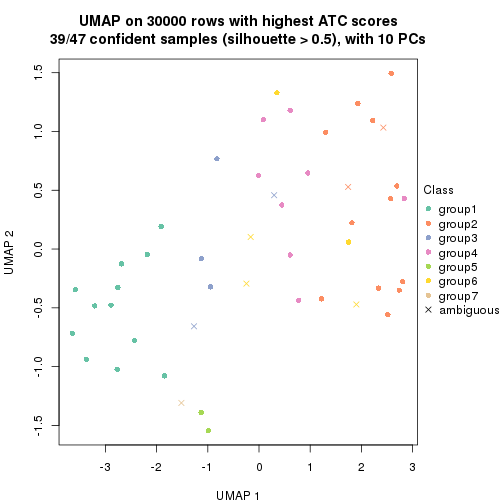 UMAP on 30000 rows with highest ATC scores
39/47 confident samples (silhouette > 0.5), with 10 PCs
1.5
1.0
0.5
0.0
-0.5
-1.0
-1.5
UMAP 2
-3 -2 -1 0 1 2 3
UMAP 1
Class
group1
group2
group3
group4
group5
group6
group7
ambiguous